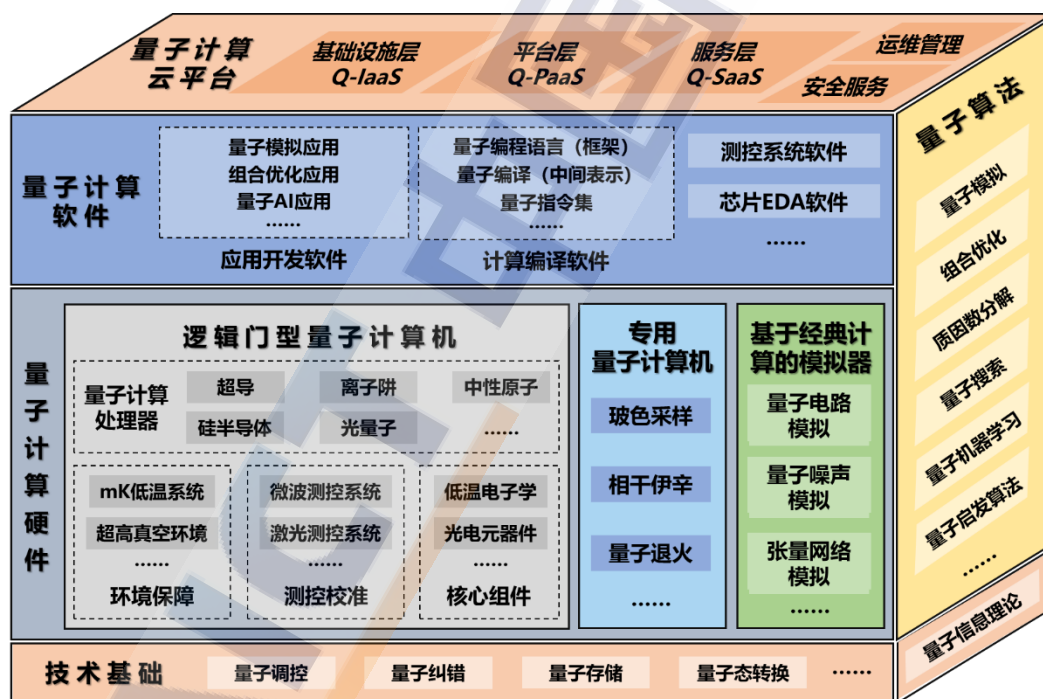 量子计算
云平台
基础设施层
Q-IaaS
平台层
Q-PaaS
服务层
Q-SaaS
运维管理
安全服务
量子计算
软件
量子模拟应用
组合优化应用
量子AI应用
……
应用开发软件
量子编程语言（框架）
量子编译（中间表示）
量子指令集
……
计算编译软件
测控系统软件
芯片EDA软件
……
量子计算硬件
逻辑门型量子计算机
量子计算
处理器
超导
离子阱
中性原子
硅半导体
光量子
……
mK低温系统
超高真空环境
……
环境保障
微波测控系统
激光测控系统
……
测控校准
低温电子学
光电元器件
……
核心组件
专用
量子计算机
玻色采样
相干伊辛
量子退火
……
基于经典计
算的模拟器
量子电路
模拟
量子噪声
模拟
张量网络
模拟
……
技术基础
量子调控
量子纠错
量子存储
量子态转换
……
量子算法
量子模拟
组合优化
质因数分解
量子搜索
量子机器学习
量子启发算法
……
量子信息理论